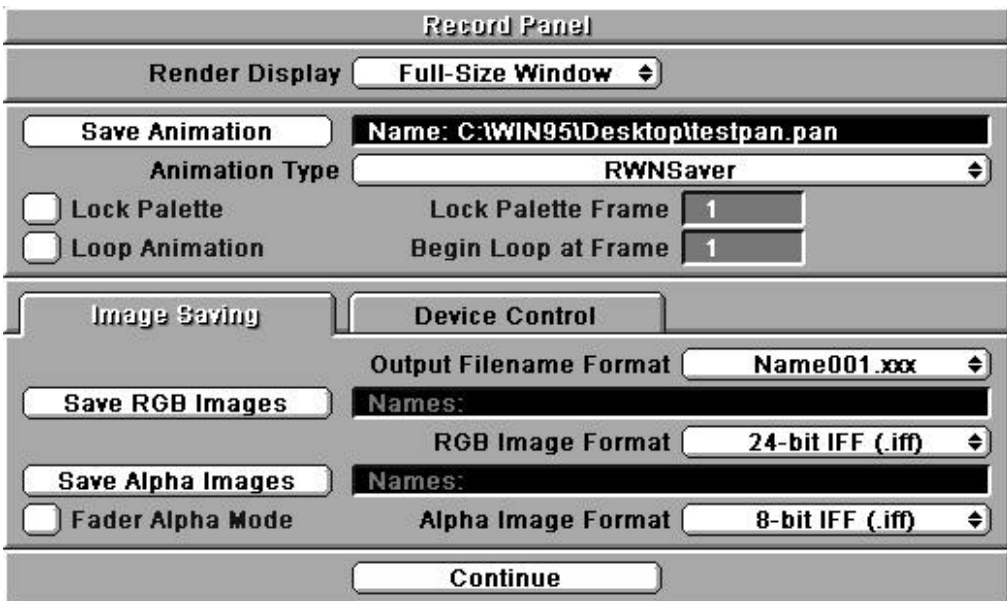 Record Panel
Render Display Full-Size Window
Save Animation Name: C:\WIN95\Desktop\testpan.pan
Animation Type RWNSaver
Lock Palette Lock Palette Frame 1
Loop Animation Begin Loop at Frame 1
Image Saving Device Control
Output Filename Format Name001.xxx
Save RGB Images Names:
RGB Image Format 24-bit IFF (.iff)
Save Alpha Images Names:
Fader Alpha Mode Alpha Image Format 8-bit IFF (.iff)
Continue